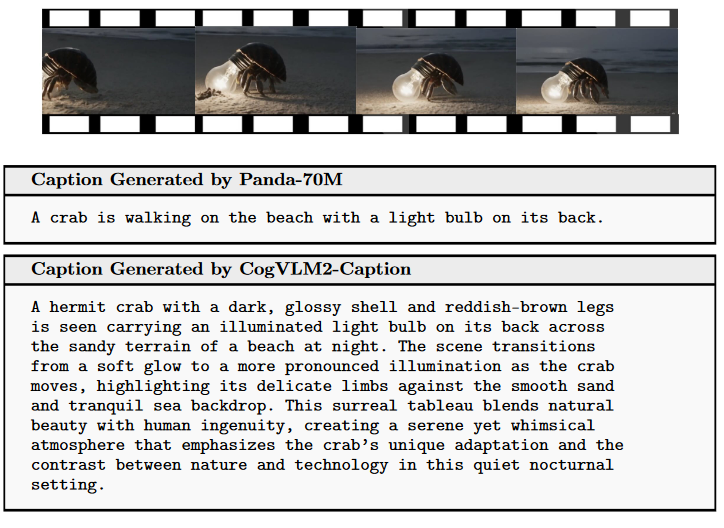 Caption Generated by Panda-70M
A crab is walking on the beach with a light bulb on its back.
Caption Generated by CogVLM2-Caption
A hermit crab with a dark, glossy shell and reddish-brown legs
is seen carrying an illuminated light bulb on its back across
the sandy terrain of a beach at night. The scene transitions
from a soft glow to a more pronounced illumination as the crab
moves, highlighting its delicate limbs against the smooth sand
and tranquil sea backdrop. This surreal tableau blends natural
beauty with human ingenuity, creating a serene yet whimsical
atmosphere that emphasizes the crab's unique adaptation and the
contrast between nature and technology in this quiet nocturnal
setting.